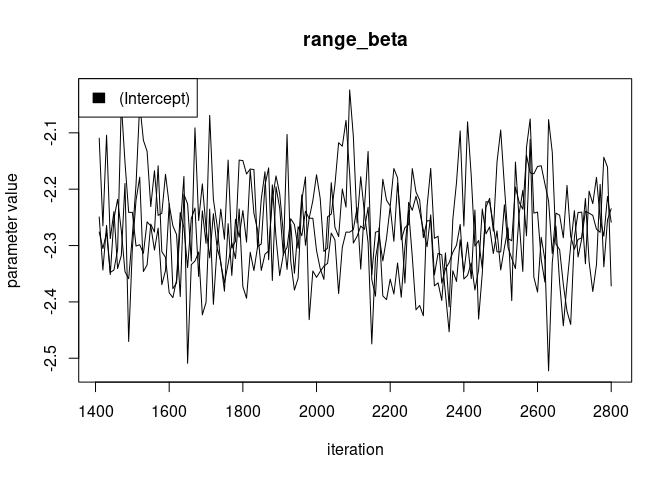 range_beta
(Intercept)
parameter value
-2.1
-2.2
-2.3
-2.4
-2.5
1400 1600 1800 2000 2200 2400 2600 2800
iteration